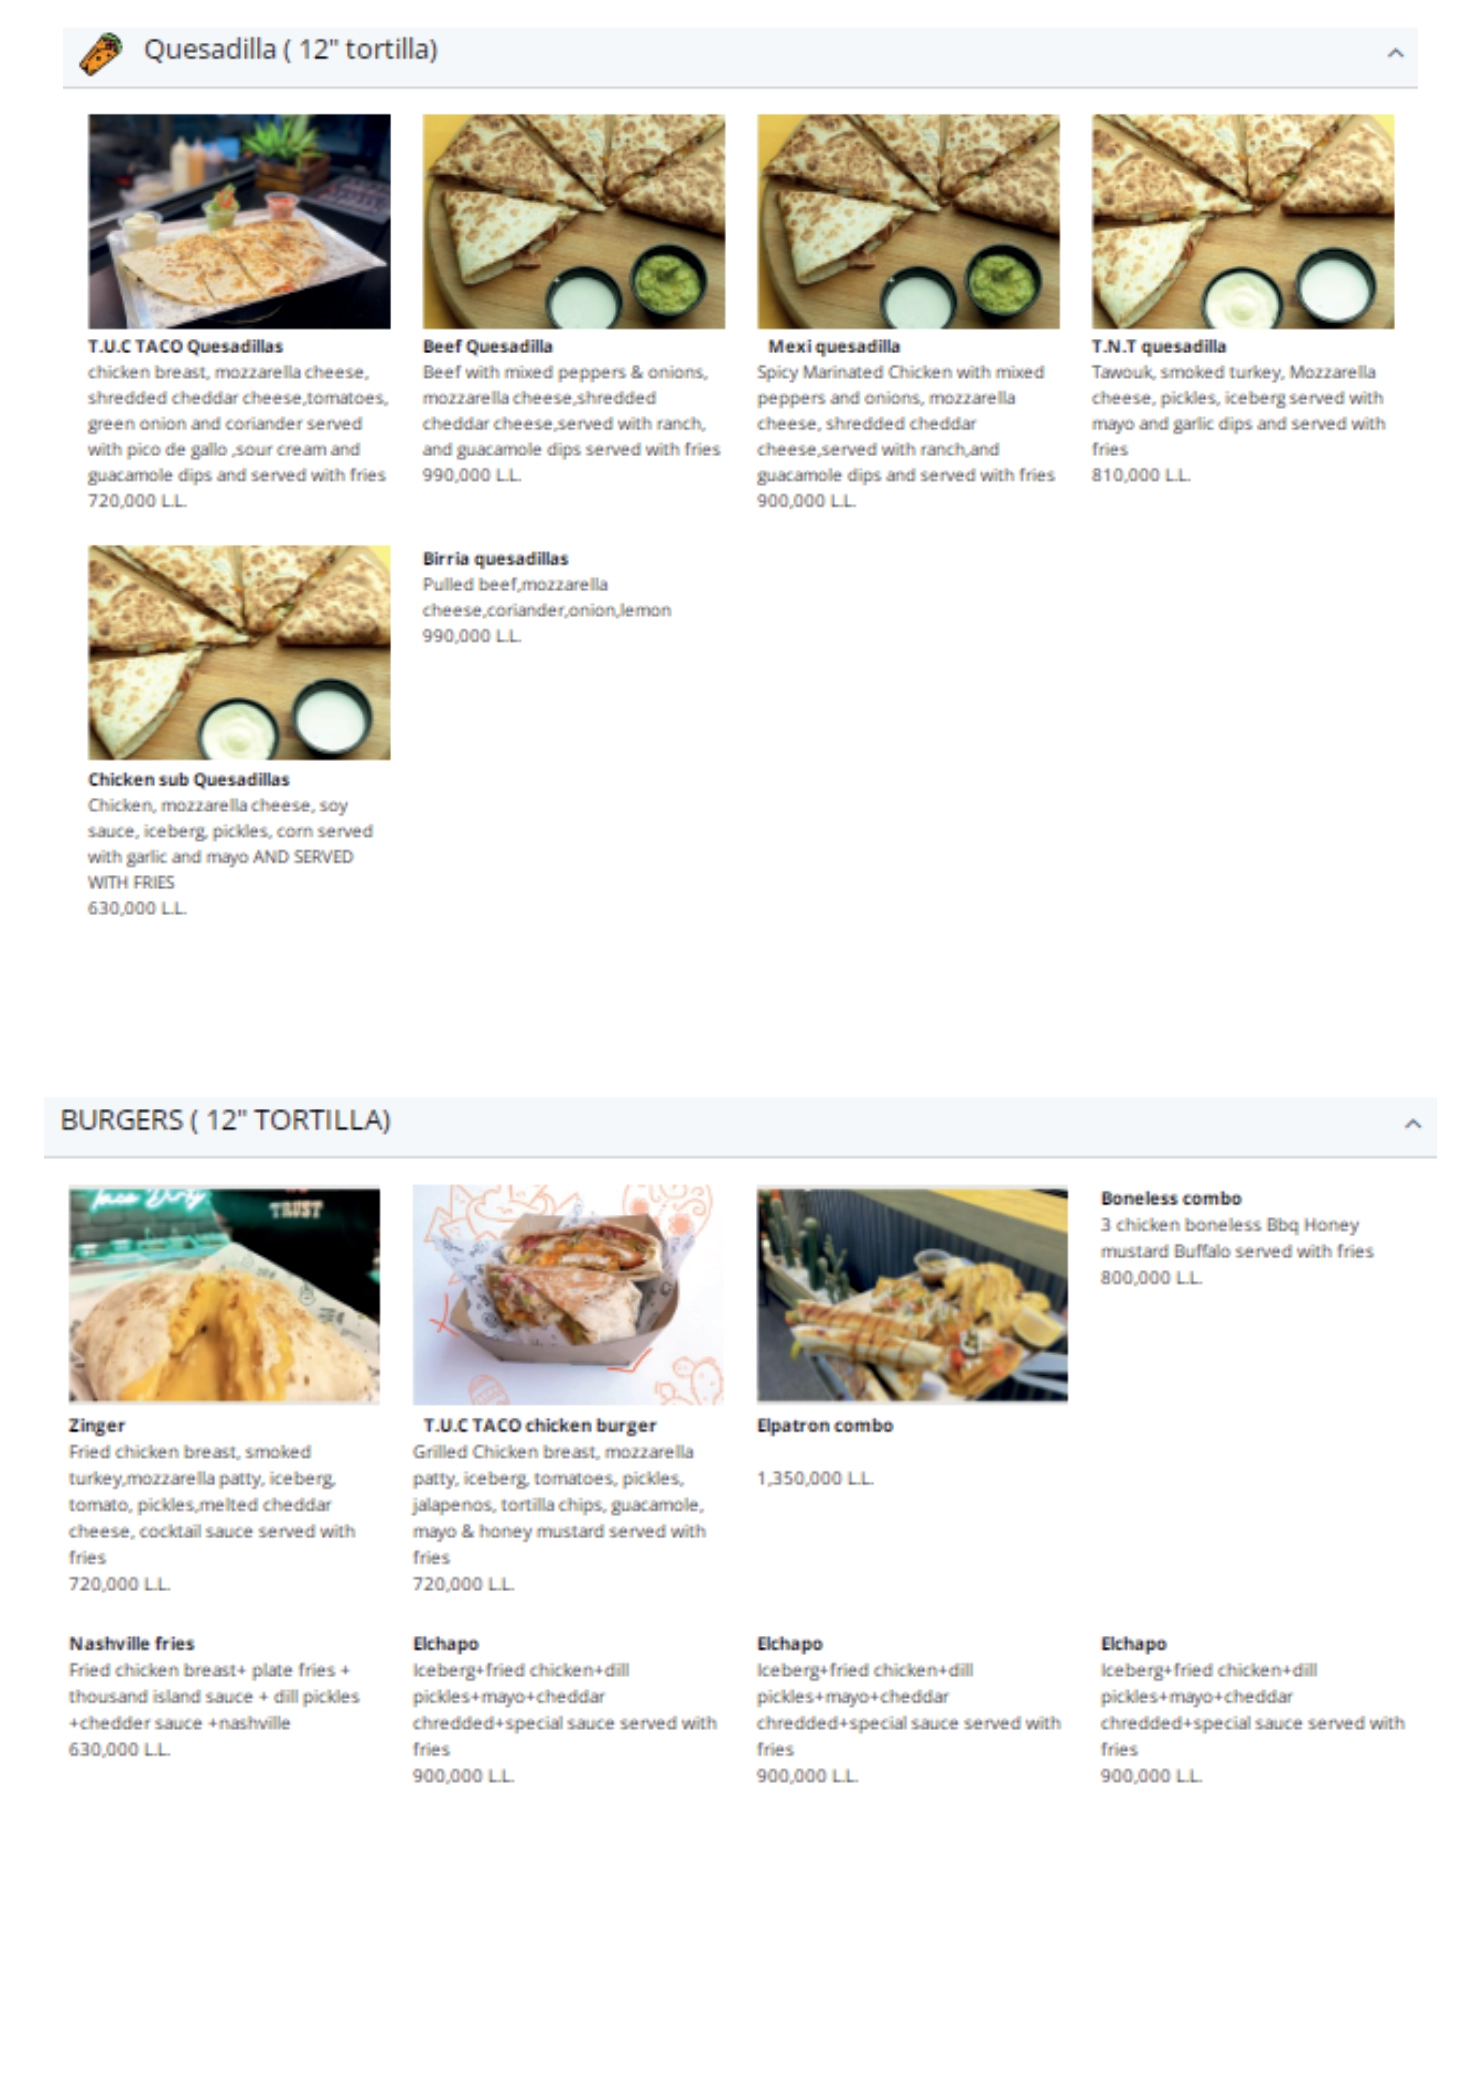 Quesadilla ( 12" tortilla)
T.U.C TACO Quesadillas
chicken breast, mozzarella cheese,
shredded cheddar cheese,tomatoes,
green onion and coriander served
with pico de gallo ,sour cream and
guacamole dips and served with fries
720,000 L.L.
Beef Quesadilla
Beef with mixed peppers & onions,
mozzarella cheese,shredded
cheddar cheese,served with ranch,
and guacamole dips served with fries
990,000 L.L.
Mexi quesadilla
Spicy Marinated Chicken with mixed
peppers and onions, mozzarella
cheese, shredded cheddar
cheese,served with ranch,and
guacamole dips and served with fries
900,000 L.L.
T.N.T quesadilla
Tawouk, smoked turkey, Mozzarella
cheese, pickles, iceberg served with
mayo and garlic dips and served with
fries
810,000 L.L.
Chicken sub Quesadillas
Chicken, mozzarella cheese, soy
sauce, iceberg, pickles, corn served
with garlic and mayo AND SERVED
WITH FRIES
630,000 L.L.
Birria quesadillas
Pulled beef,mozzarella
cheese,coriander,onion,lemon
990,000 L.L.
BURGERS ( 12" TORTILLA)
Taco Dirty
TRUST
Zinger
Fried chicken breast, smoked
turkey,mozzarella patty, iceberg,
tomato, pickles,melted cheddar
cheese, cocktail sauce served with
fries
720,000 L.L.
T.U.C TACO chicken burger
Grilled Chicken breast, mozzarella
patty, iceberg, tomatoes, pickles,
jalapenos, tortilla chips, guacamole,
mayo & honey mustard served with
fries
720,000 L.L.
Elpatron combo
1,350,000 L.L.
Boneless combo
3 chicken boneless Bbq Honey
mustard Buffalo served with fries
800,000 L.L.
Nashville fries
Fried chicken breast+ plate fries +
thousand island sauce + dill pickles
+chedder sauce +nashville
630,000 L.L.
Elchapo
Iceberg+fried chicken+dill
pickles+mayo+cheddar
chredded+special sauce served with
fries
900,000 L.L.
Elchapo
Iceberg+fried chicken+dill
pickles+mayo+cheddar
chredded+special sauce served with
fries
900,000 L.L.
Elchapo
Iceberg+fried chicken+dill
pickles+mayo+cheddar
chredded+special sauce served with
fries
900,000 L.L.